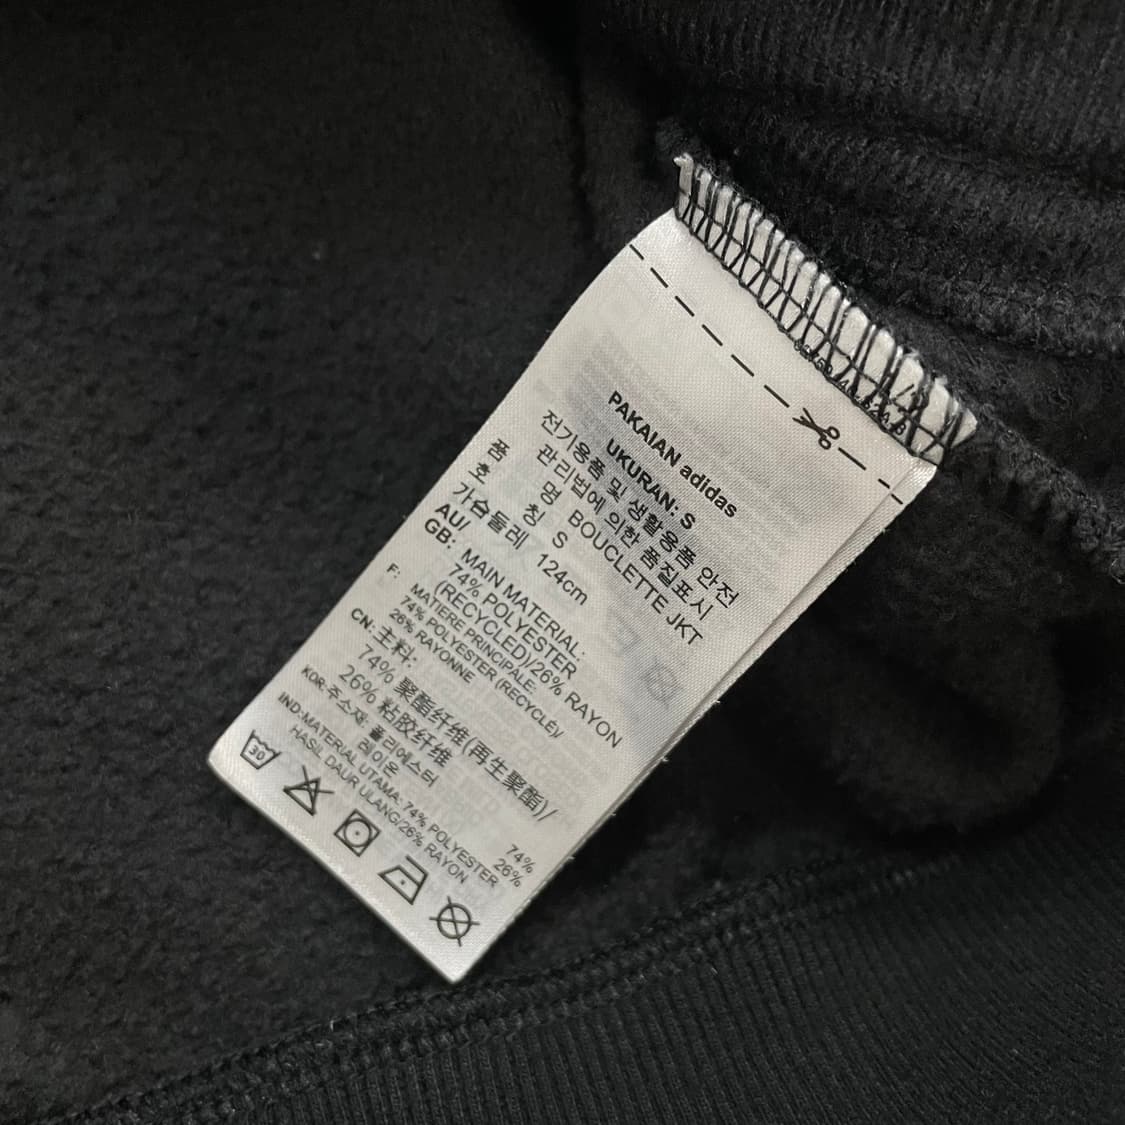 PAKAIAN adidas
UKURAN: S
전기용품 및 생활용품 안전
관리법에 의한 품질표시
품 명 BOUCLETTE JKT
호 칭 S
가슴둘레 124cm
AU/
GB: MAIN MATERIAL:
74% POLYESTER
(RECYCLED)/26% RAYON
F: MATIERE PRINCIPALE:
74% POLYESTER (RECYCLÉ)/
26% RAYONNE
CN: 主料:
74% 聚酯纤维(再生聚酯)/
26% 粘胶纤维
KOR: 주소재: 폴리에스터 74%
레이온 26%
IND:MATERIAL UTAMA: 74% POLYESTER
HASIL DAUR ULANG/26% RAYON
30